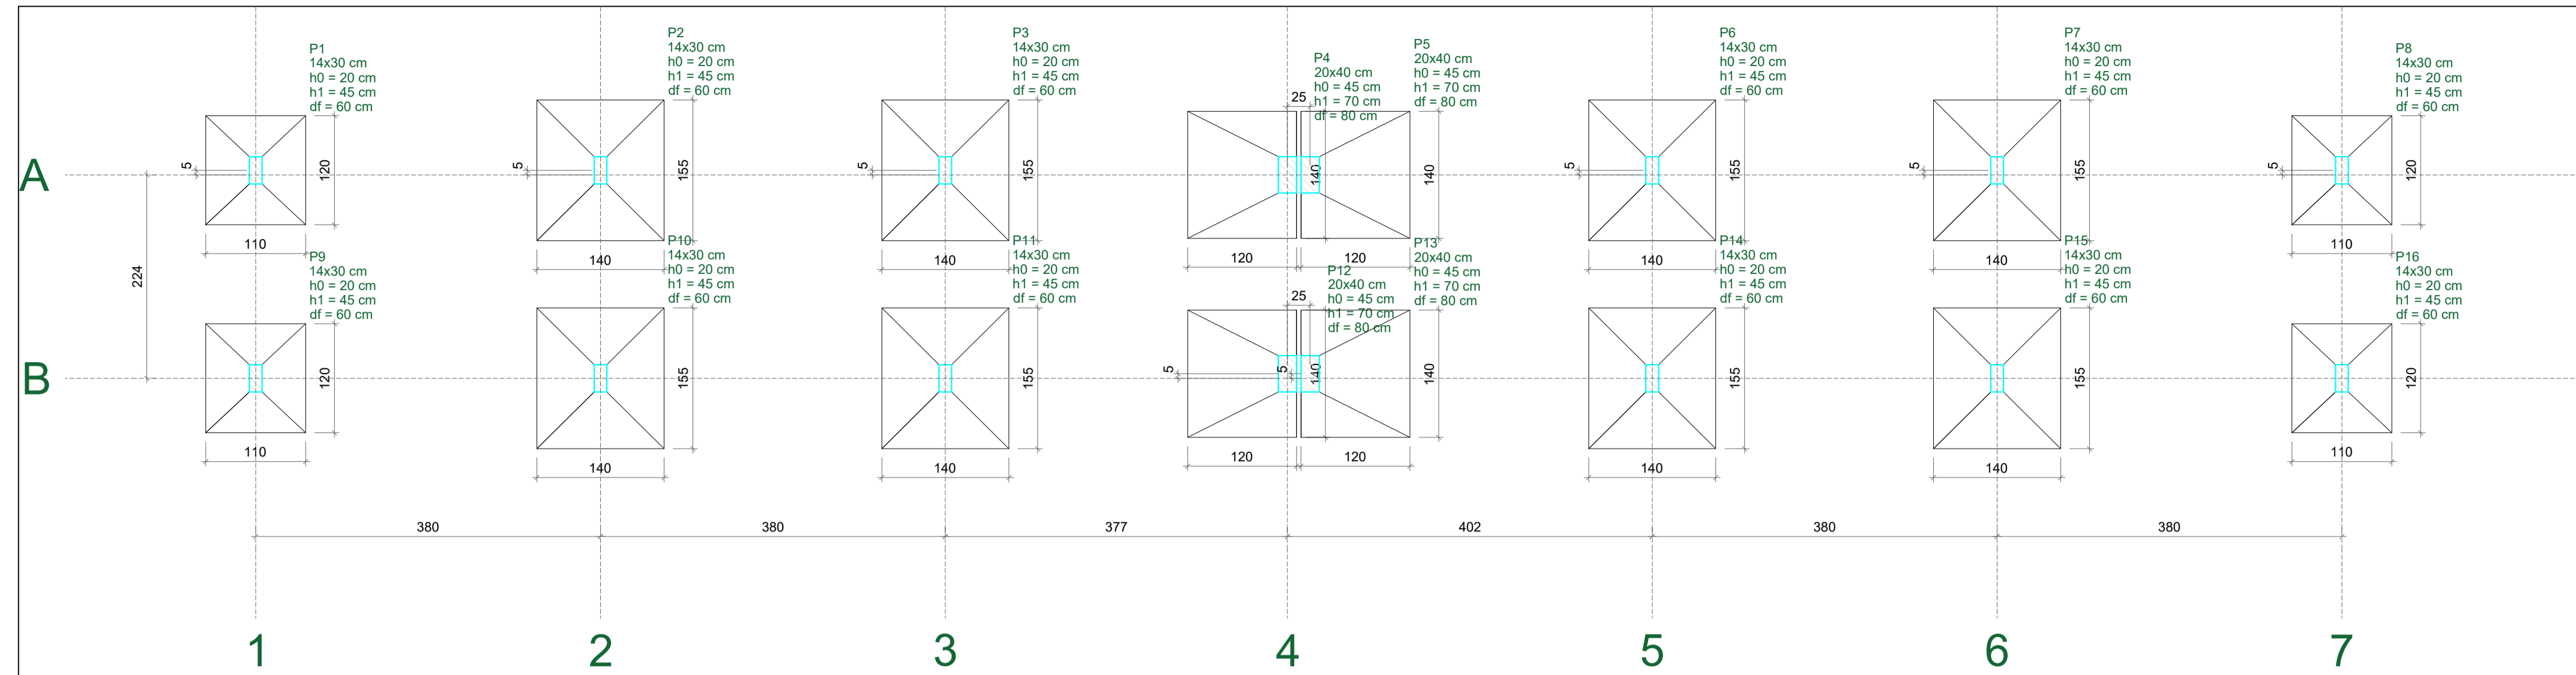 P1
14x30 cm
h0 = 20 cm
h1 = 45 cm
df = 60 cm
P2
14x30 cm
h0 = 20 cm
h1 = 45 cm
df = 60 cm
P3
14x30 cm
h0 = 20 cm
h1 = 45 cm
df = 60 cm
P4
20x40 cm
h0 = 45 cm
h1 = 70 cm
df = 80 cm
P5
20x40 cm
h0 = 45 cm
h1 = 70 cm
df = 80 cm
P6
14x30 cm
h0 = 20 cm
h1 = 45 cm
df = 60 cm
P7
14x30 cm
h0 = 20 cm
h1 = 45 cm
df = 60 cm
P8
14x30 cm
h0 = 20 cm
h1 = 45 cm
df = 60 cm
25
A
5
120
5
155
5
155
140
140
5
155
5
155
5
120
110
140
140
120
120
140
140
110
224
P9
14x30 cm
h0 = 20 cm
h1 = 45 cm
df = 60 cm
P10
14x30 cm
h0 = 20 cm
h1 = 45 cm
df = 60 cm
P11
14x30 cm
h0 = 20 cm
h1 = 45 cm
df = 60 cm
P12
20x40 cm
h0 = 45 cm
h1 = 70 cm
df = 80 cm
P13
20x40 cm
h0 = 45 cm
h1 = 70 cm
df = 80 cm
P14
14x30 cm
h0 = 20 cm
h1 = 45 cm
df = 60 cm
P15
14x30 cm
h0 = 20 cm
h1 = 45 cm
df = 60 cm
P16
14x30 cm
h0 = 20 cm
h1 = 45 cm
df = 60 cm
25
B
120
155
155
5
5
140
140
155
155
120
110
140
140
120
120
140
140
110
380
380
377
402
380
380
1
2
3
4
5
6
7